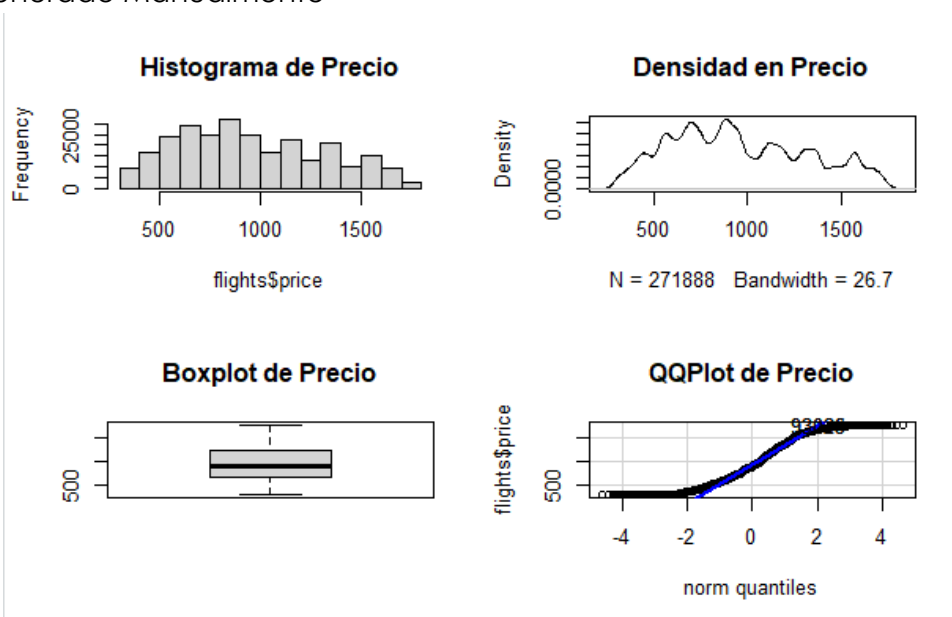 Histograma de Precio
Frequency
0 25000
500 1000 1500
flights$price
Densidad en Precio
Density
0.0000
500 1000 1500
N = 271888 Bandwidth = 26.7
Boxplot de Precio
500
QQPlot de Precio
flights$price
500
-4 -2 0 2 4
norm quantiles